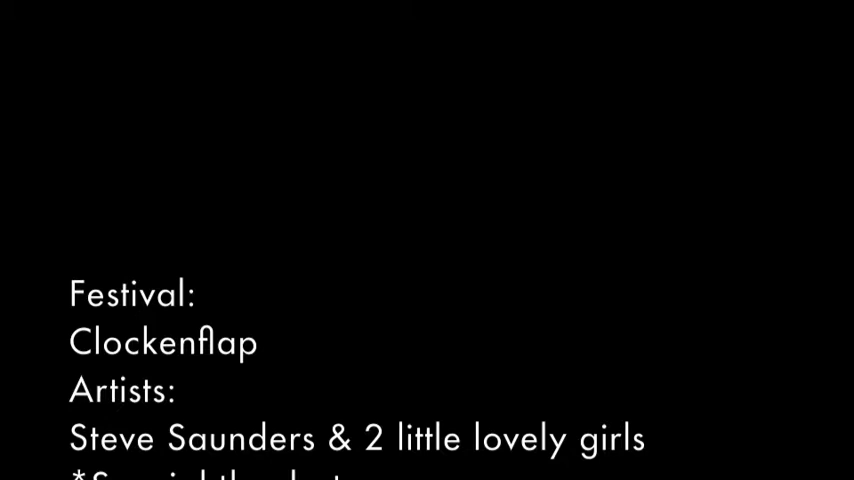 Festival:
Clockenflap
Artists:
Steve Saunders & 2 little lovely girls